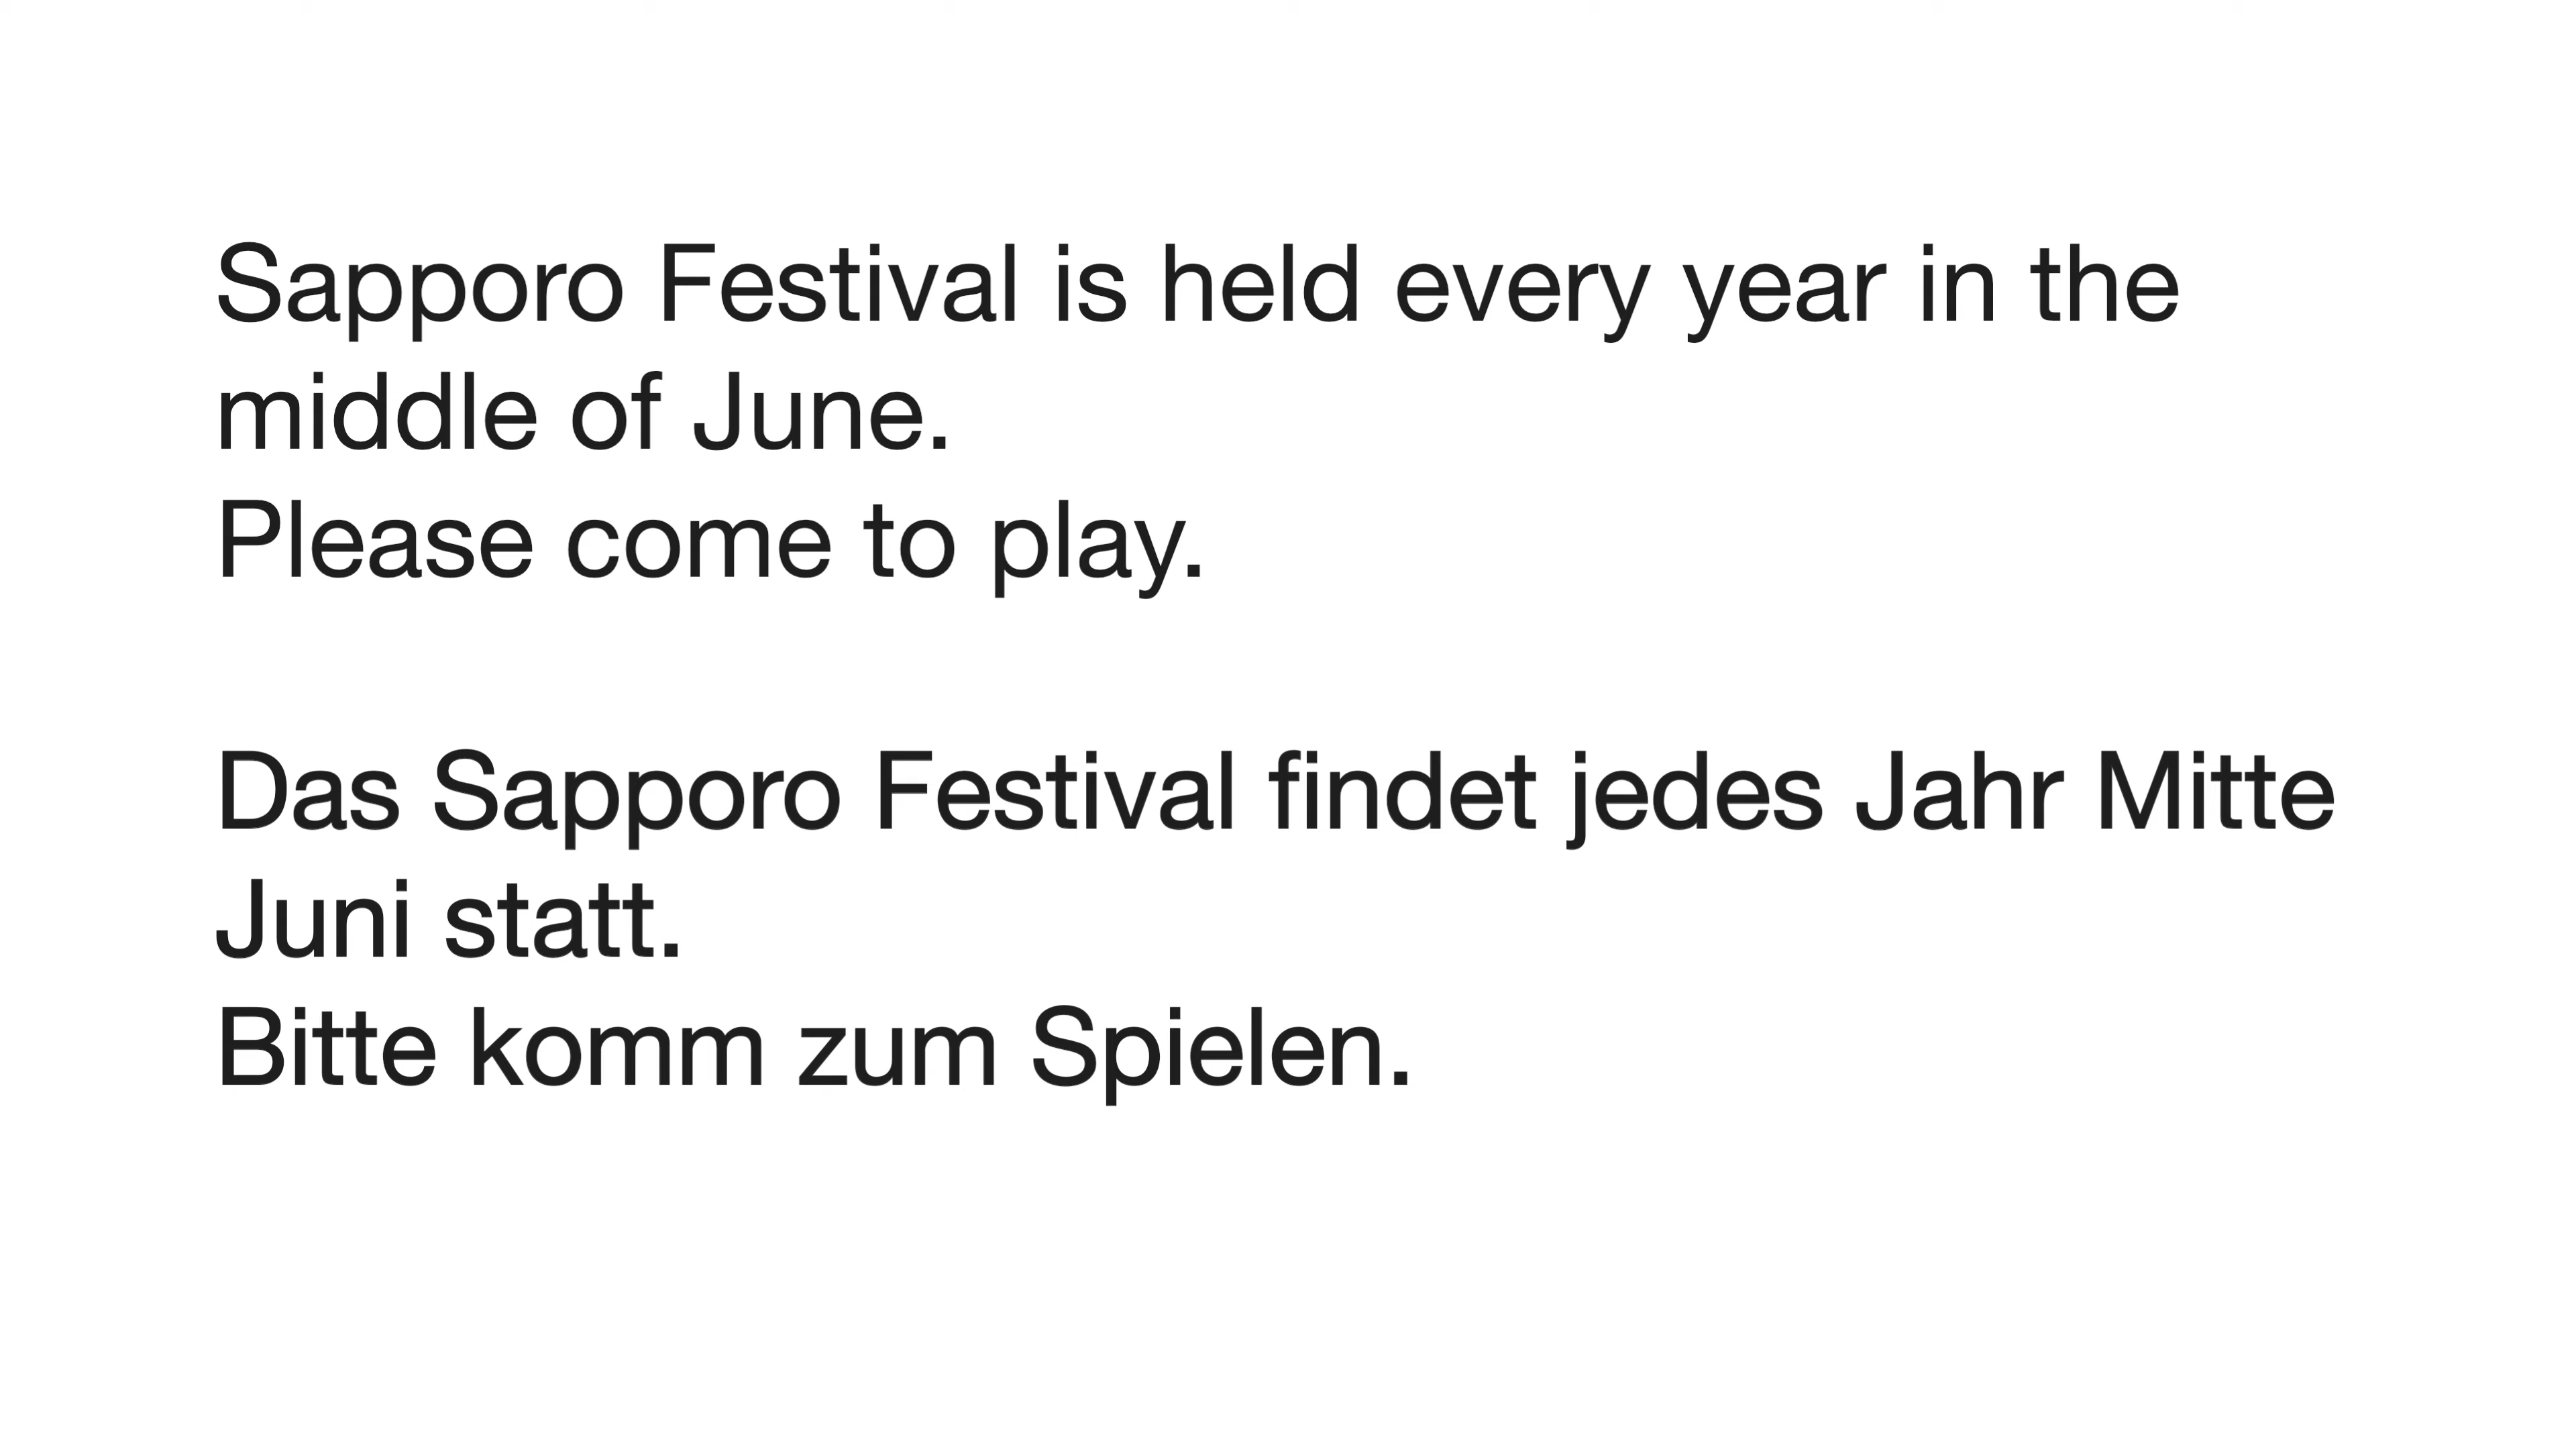 Sapporo Festival is held every year in the
middle of June.
Please come to play.
Das Sapporo Festival findet jedes Jahr Mitte
Juni statt.
Bitte komm zum Spielen.